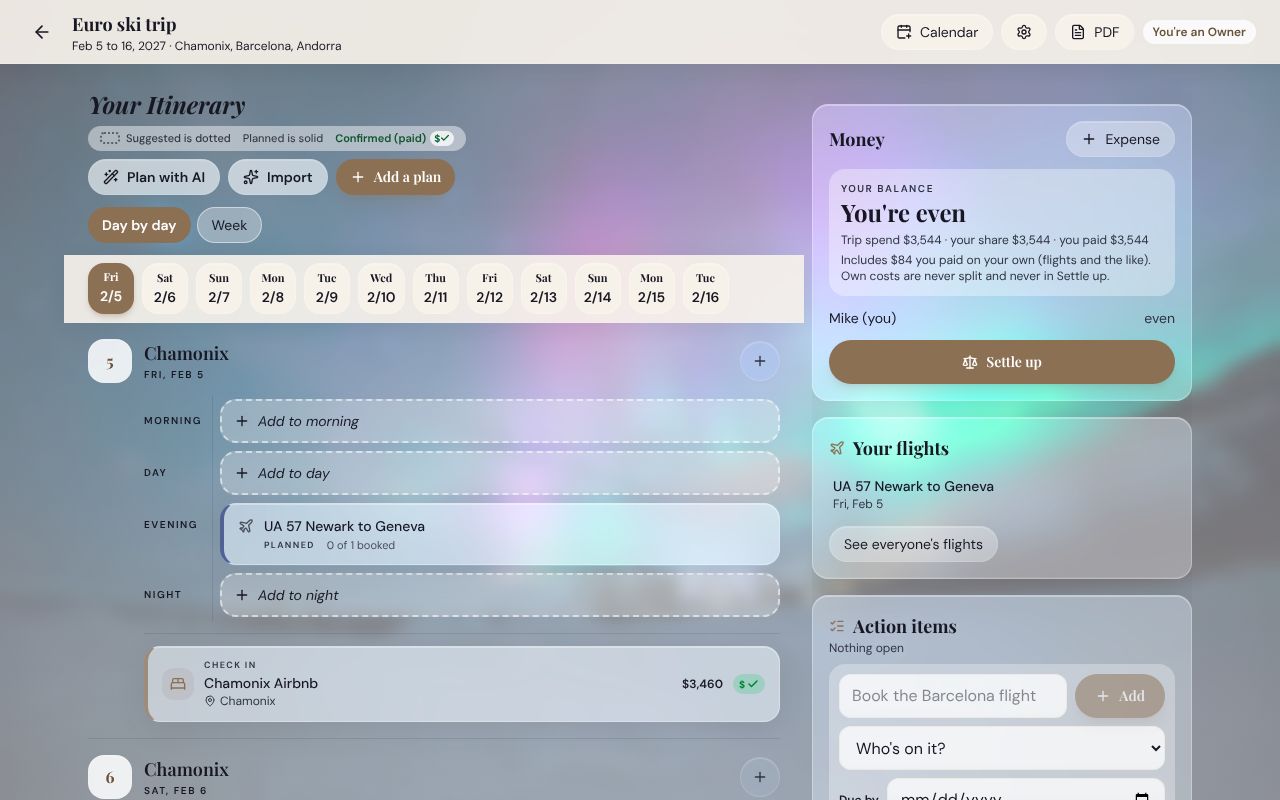 Euro ski trip
Feb 5 to 16, 2027 · Chamonix, Barcelona, Andorra
Calendar
PDF
You're an Owner
Your Itinerary
Suggested is dotted Planned is solid Confirmed (paid) $✓
Plan with AI
Import
+ Add a plan
Day by day
Week
Fri 2/5
Sat 2/6
Sun 2/7
Mon 2/8
Tue 2/9
Wed 2/10
Thu 2/11
Fri 2/12
Sat 2/13
Sun 2/14
Mon 2/15
Tue 2/16
5
Chamonix
FRI, FEB 5
+
MORNING
+ Add to morning
DAY
+ Add to day
EVENING
UA 57 Newark to Geneva
PLANNED 0 of 1 booked
NIGHT
+ Add to night
CHECK IN
Chamonix Airbnb
Chamonix
$3,460 $✓
6
Chamonix
SAT, FEB 6
+
Money
+ Expense
YOUR BALANCE
You're even
Trip spend $3,544 · your share $3,544 · you paid $3,544
Includes $84 you paid on your own (flights and the like).
Own costs are never split and never in Settle up.
Mike (you) even
Settle up
Your flights
UA 57 Newark to Geneva
Fri, Feb 5
See everyone's flights
Action items
Nothing open
Book the Barcelona flight
+ Add
Who's on it?
Due by mm/dd/yyyy